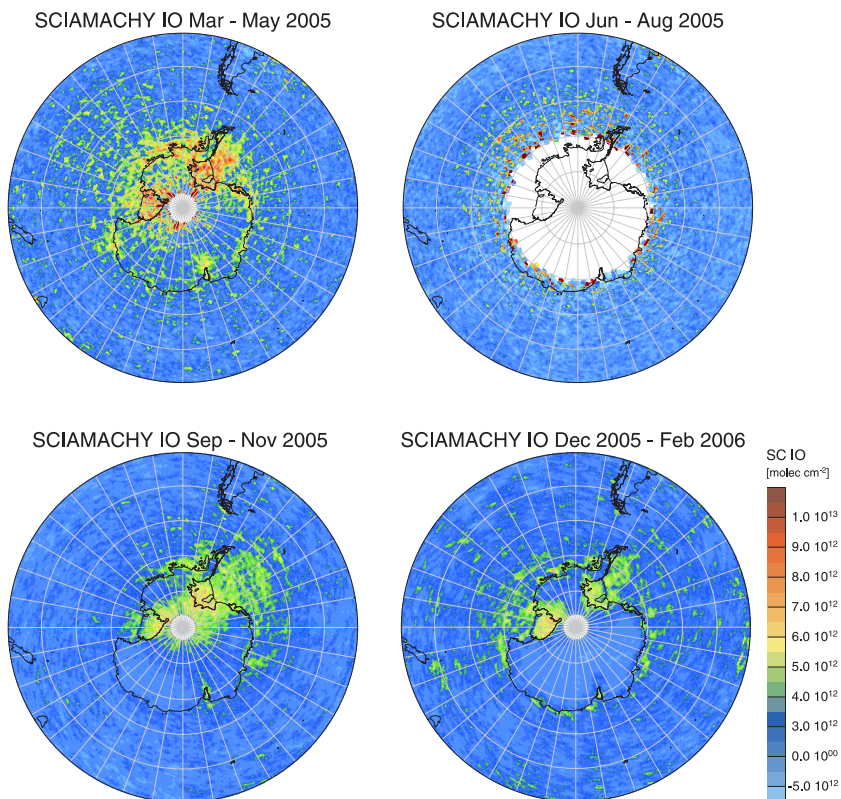 SCIAMACHY IO Mar - May 2005
SCIAMACHY IO Jun - Aug 2005
SCIAMACHY IO Sep - Nov 2005
SCIAMACHY IO Dec 2005 - Feb 2006
SC IO
[molec cm⁻²]
1.0 10¹³
9.0 10¹²
8.0 10¹²
7.0 10¹²
6.0 10¹²
5.0 10¹²
4.0 10¹²
3.0 10¹²
0.0 10⁰⁰
-5.0 10¹²